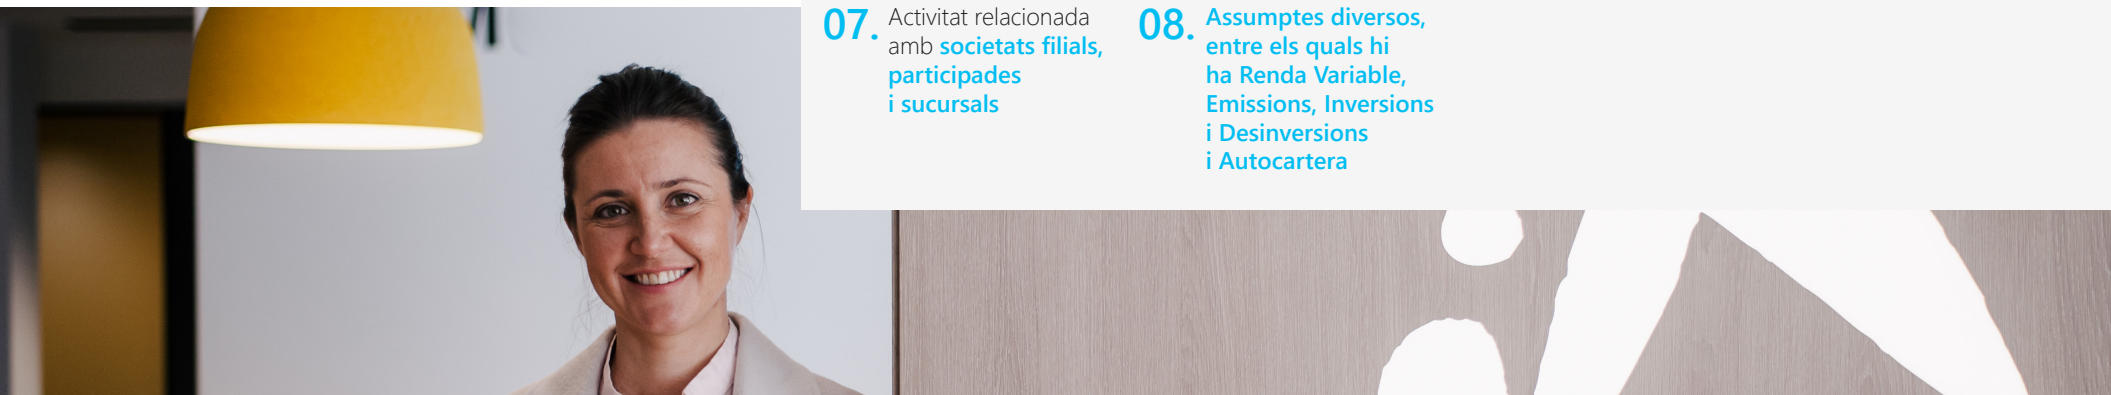 07.
Activitat relacionada
amb societats filials,
participades
i sucursals
08.
Assumptes diversos,
entre els quals hi
ha Renda Variable,
Emissions, Inversions
i Desinversions
i Autocartera